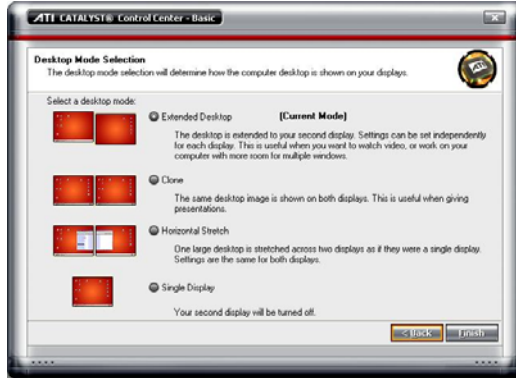 ATI CATALYST® Control Center - Basic
Desktop Mode Selection
The desktop mode selection will determine how the computer desktop is shown on your displays.
ATI
Select a desktop mode:
Extended Desktop (Current Mode)
The desktop is extended to your second display. Settings can be set independently
for each display. This is useful when you want to watch video, or work on your
computer with more room for multiple windows.
Clone
The same desktop image is shown on both displays. This is useful when giving
presentations.
Horizontal Stretch
One large desktop is stretched across two displays as if they were a single display.
Settings are the same for both displays.
Single Display
Your second display will be turned off.
< Back Finish